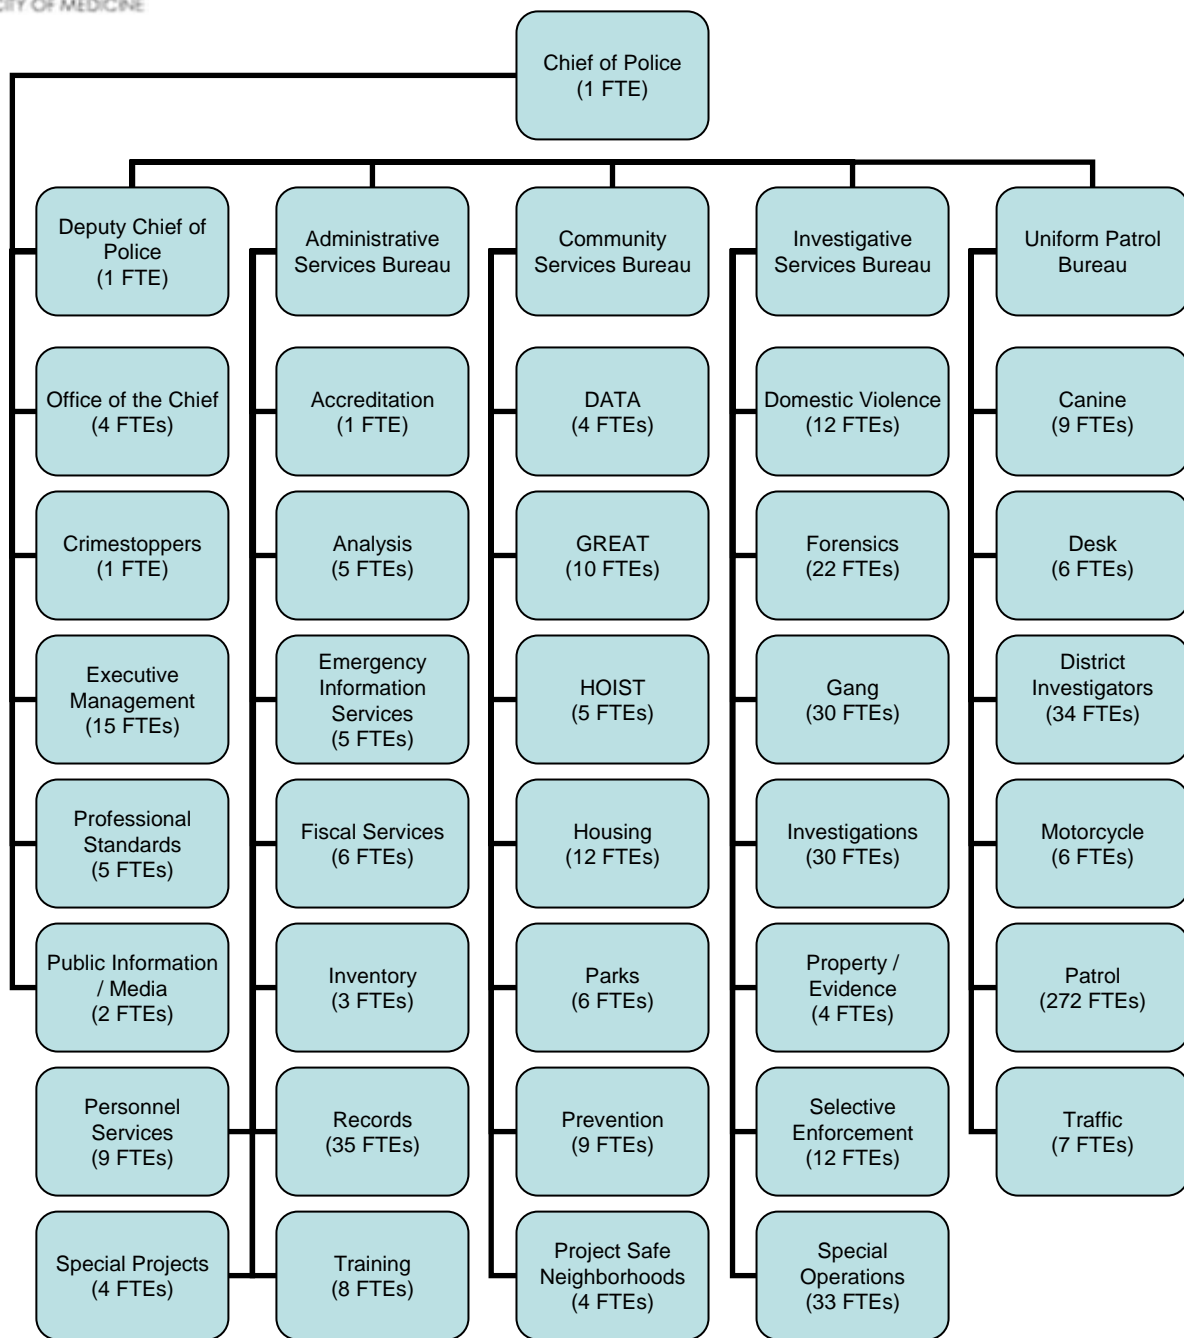 CITY OF MEDICINE
Chief of Police
(1 FTE)
Deputy Chief of
Police
(1 FTE)
Administrative
Services Bureau
Community
Services Bureau
Investigative
Services Bureau
Uniform Patrol
Bureau
Office of the Chief
(4 FTEs)
Accreditation
(1 FTE)
DATA
(4 FTEs)
Domestic Violence
(12 FTEs)
Canine
(9 FTEs)
Crimestoppers
(1 FTE)
Analysis
(5 FTEs)
GREAT
(10 FTEs)
Forensics
(22 FTEs)
Desk
(6 FTEs)
Executive
Management
(15 FTEs)
Emergency
Information
Services
(5 FTEs)
HOIST
(5 FTEs)
Gang
(30 FTEs)
District
Investigators
(34 FTEs)
Professional
Standards
(5 FTEs)
Fiscal Services
(6 FTEs)
Housing
(12 FTEs)
Investigations
(30 FTEs)
Motorcycle
(6 FTEs)
Public Information
/ Media
(2 FTEs)
Inventory
(3 FTEs)
Parks
(6 FTEs)
Property /
Evidence
(4 FTEs)
Patrol
(272 FTEs)
Personnel
Services
(9 FTEs)
Records
(35 FTEs)
Prevention
(9 FTEs)
Selective
Enforcement
(12 FTEs)
Traffic
(7 FTEs)
Special Projects
(4 FTEs)
Training
(8 FTEs)
Project Safe
Neighborhoods
(4 FTEs)
Special
Operations
(33 FTEs)